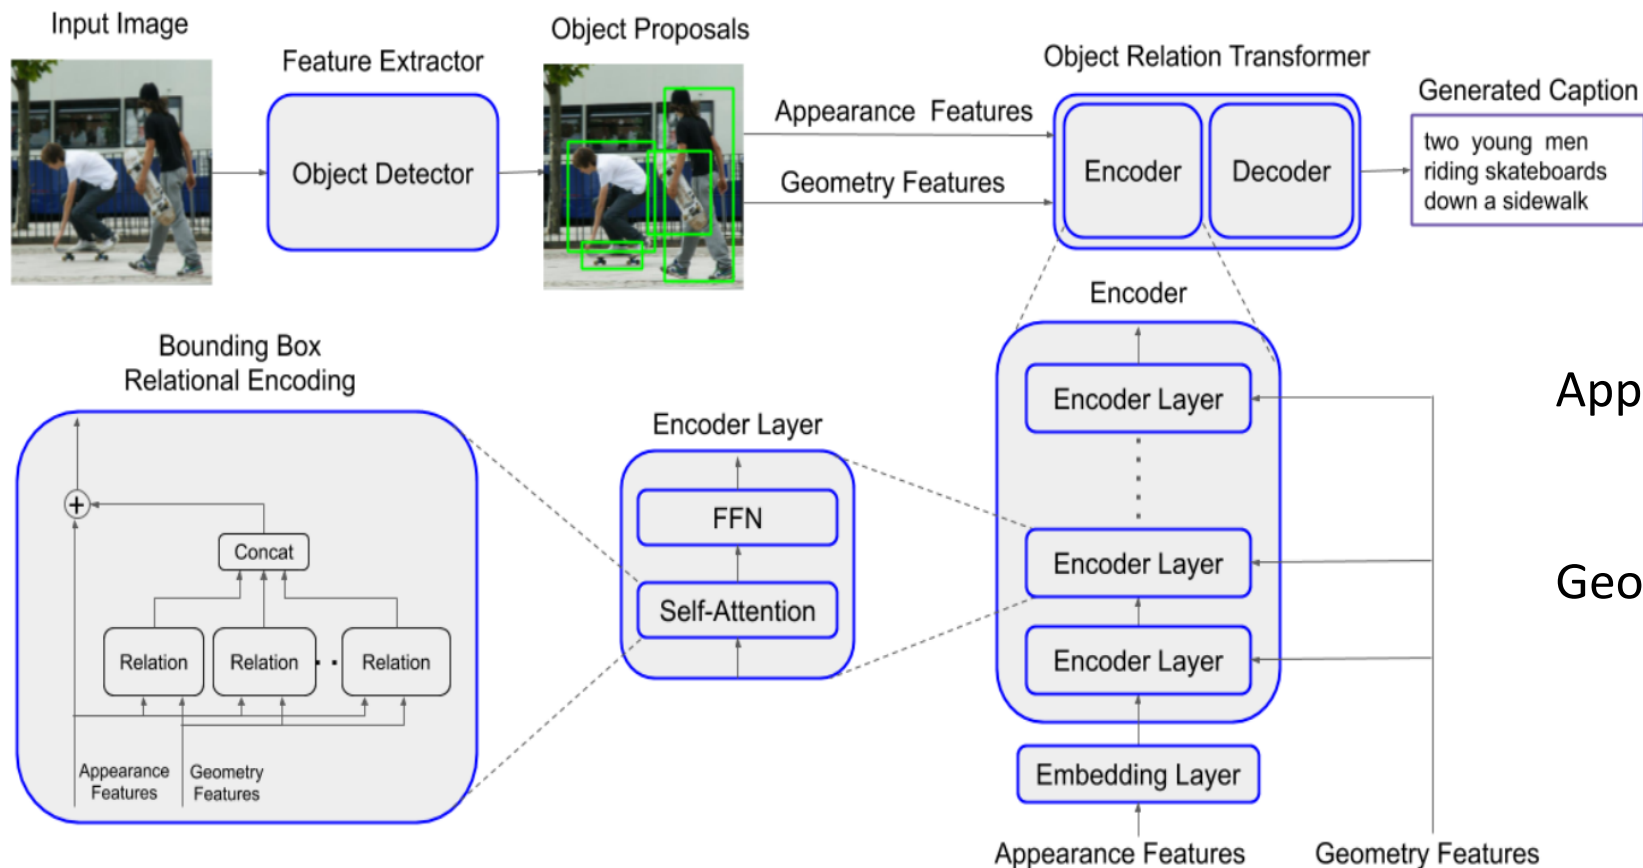 Input Image
Feature Extractor
Object Proposals
Object Relation Transformer
Generated Caption
Object Detector
Appearance Features
Geometry Features
Encoder
Decoder
two young men
riding skateboards
down a sidewalk
Encoder
Encoder Layer
Encoder Layer
Encoder Layer
Embedding Layer
Appearance Features
Geometry Features
App
Geo
Encoder Layer
FFN
Self-Attention
Bounding Box
Relational Encoding
+
Concat
Relation
Relation
Relation
Appearance
Features
Geometry
Features